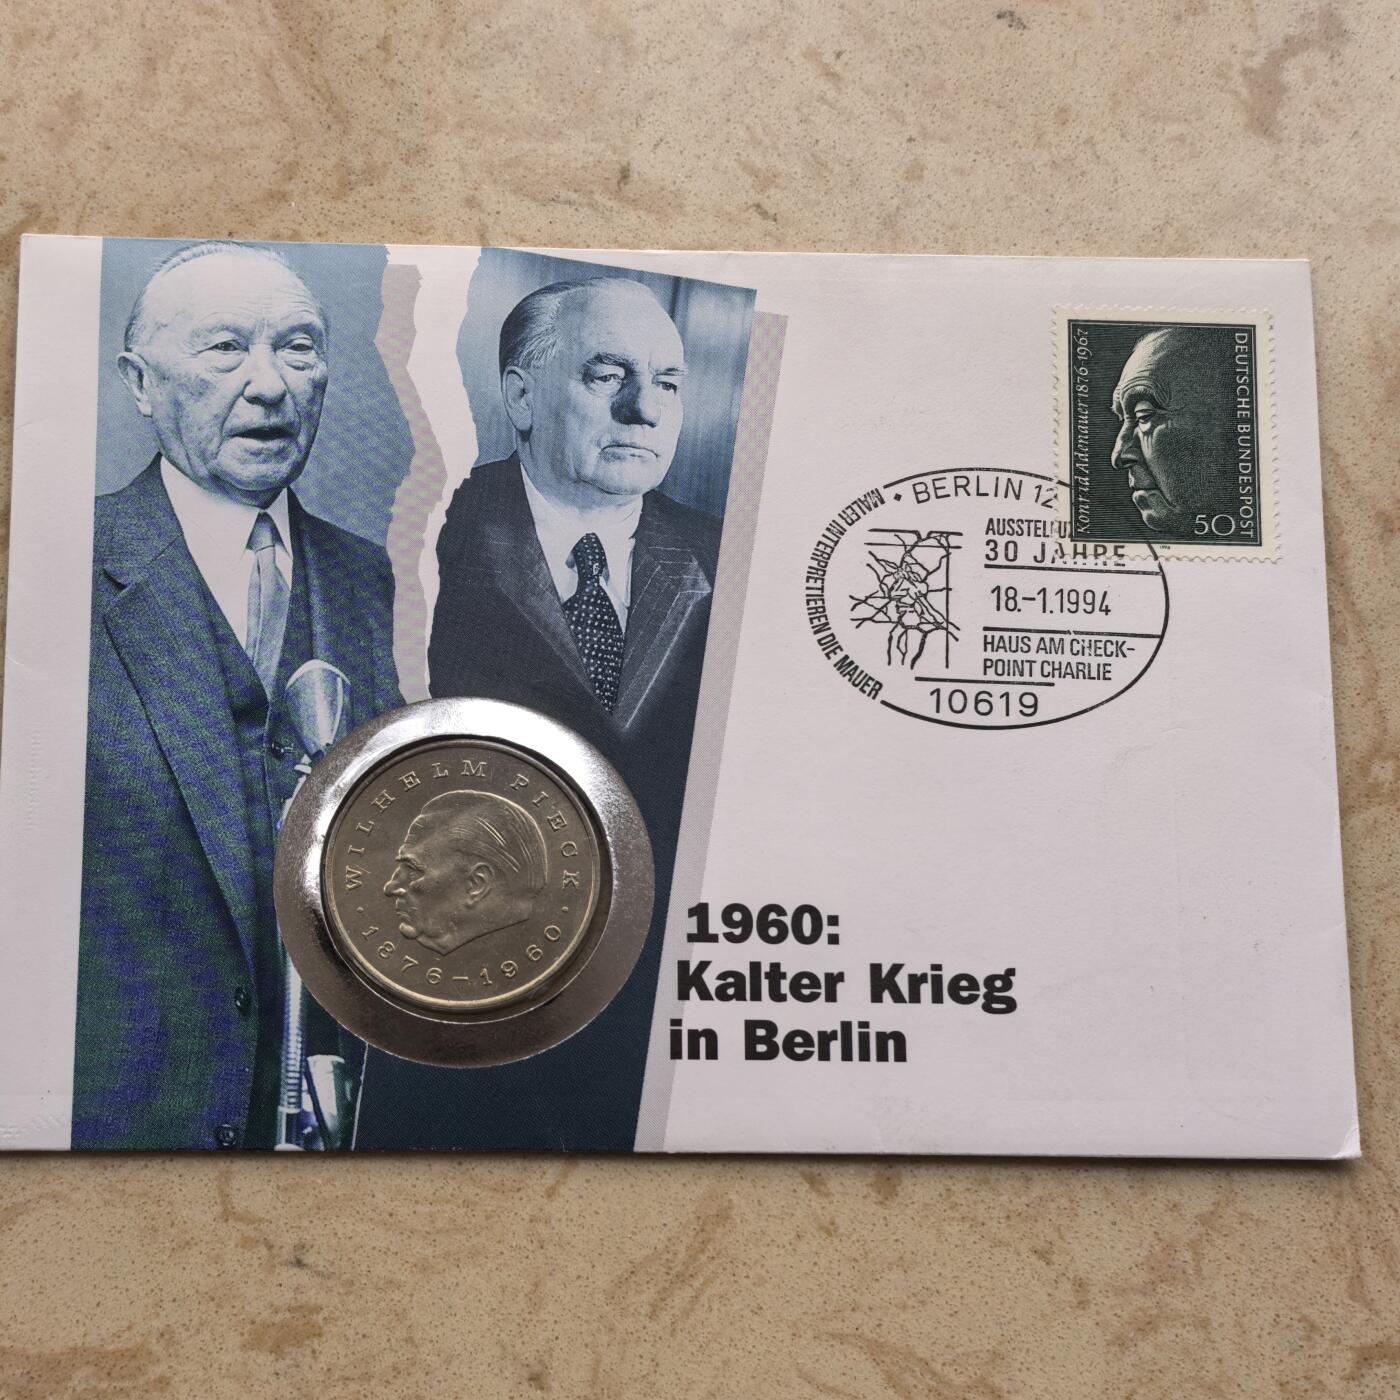 Konrad Adenauer 1876-1967
DEUTSCHE BUNDESPOST
50
BERLIN 12
MALER INTERPRETIEREN DIE MAUER
30 JAHRE
18.-1.1994
HAUS AM CHECK-
POINT CHARLIE
10619
WILHELM PIECK
1876-1960
1960:
Kalter Krieg
in Berlin